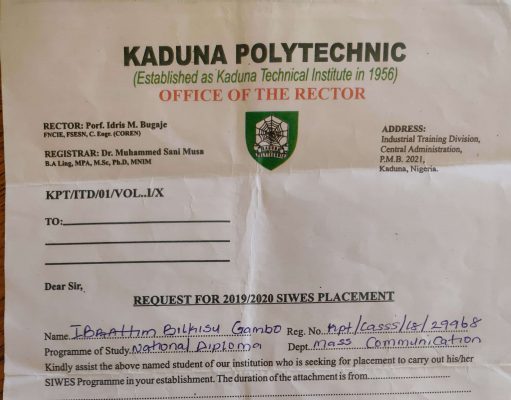 KADUNA POLYTECHNIC
(Established as Kaduna Technical Institute in 1956)
OFFICE OF THE RECTOR
RECTOR: Porf. Idris M. Bugaje
FNCIE, FSESN, C. Engr. (COREN)
REGISTRAR: Dr. Muhammed Sani Musa
B.A Ling, MPA, M.Sc, Ph.D, MNIM
ADDRESS:
Industrial Training Division,
Central Administration,
P.M.B. 2021,
Kaduna, Nigeria.
KPT/ITD/01/VOL..I/X
TO:
Dear Sir,
REQUEST FOR 2019/2020 SIWES PLACEMENT
Name. IBRAHIM BILKISU Gambo Reg. No. Kpt/Casss/18/29968
Programme of Study. National Diploma Dept. Mass Communication
Kindly assist the above named student of our institution who is seeking for placement to carry out his/her
SIWES Programme in your establishment. The duration of the attachment is from